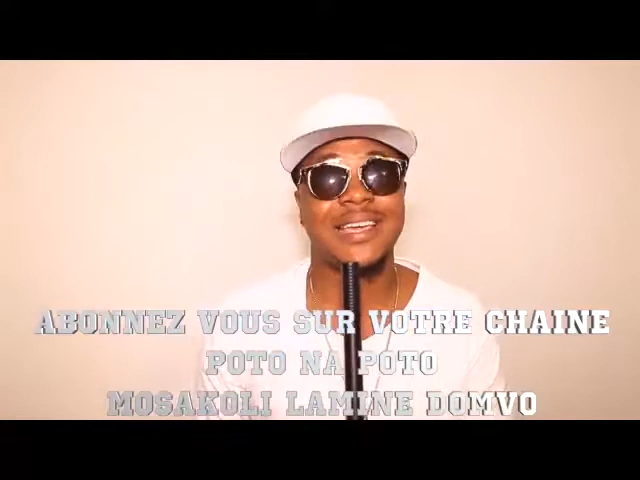 ABONNEZ VOUS SUR VOTRE CHAINE
POTO NA POTO
MOSAKOLI LAMINE DOMVO